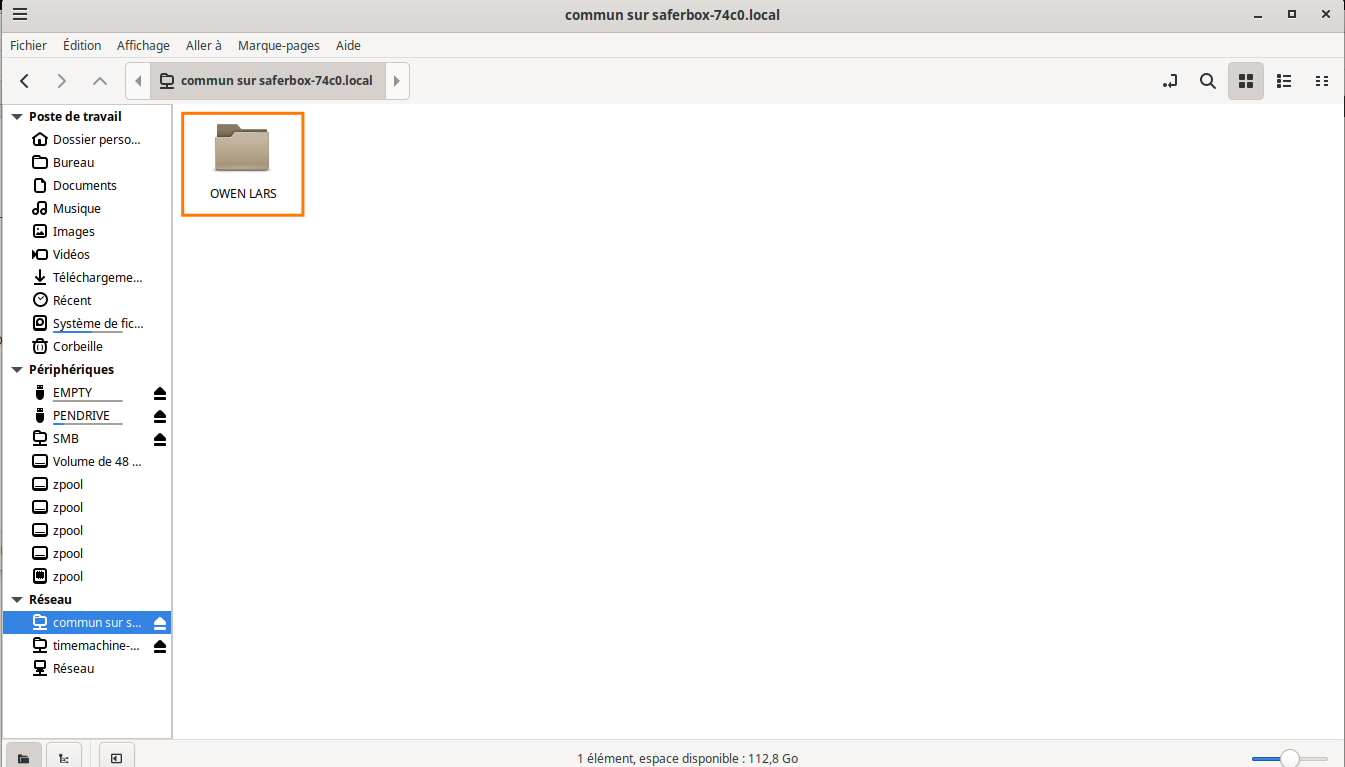 commun sur saferbox-74c0.local
Fichier Édition Affichage Aller à Marque-pages Aide
commun sur saferbox-74c0.local
Poste de travail
Dossier perso...
Bureau
Documents
Musique
Images
Vidéos
Téléchargeme...
Récent
Système de fic...
Corbeille
Périphériques
EMPTY
PENDRIVE
SMB
Volume de 48 ...
zpool
zpool
zpool
zpool
zpool
Réseau
commun sur s...
timemachine-...
Réseau
OWEN LARS
1 élément, espace disponible : 112,8 Go